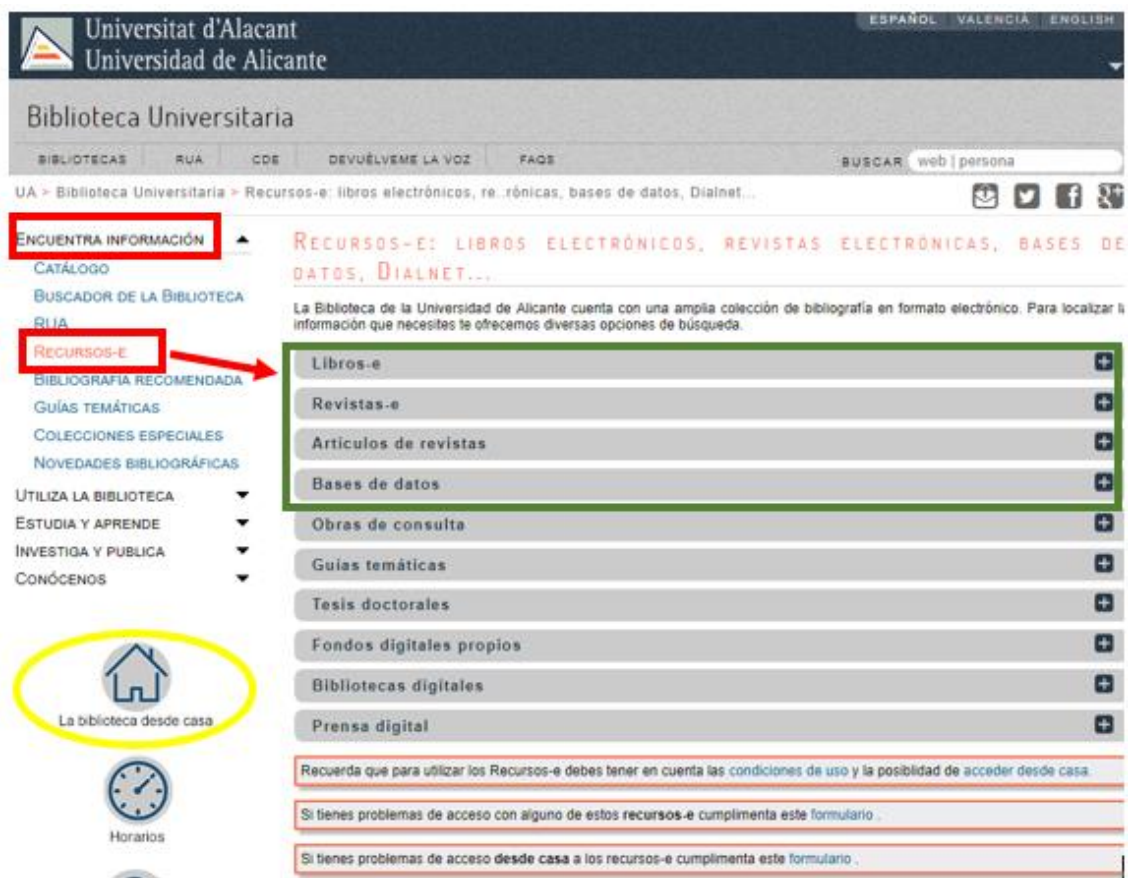 Universitat d'Alacant
Universidad de Alicante
ESPAÑOL VALENCIÀ ENGLISH
Biblioteca Universitaria
BIBLIOTECAS RUA CDE DEVUÉLVEME LA VOZ FAQS
BUSCAR web | persona
UA > Biblioteca Universitaria > Recursos-e: libros electrónicos, re..rónicas, bases de datos, Dialnet...
ENCUENTRA INFORMACIÓN
CATÁLOGO
BUSCADOR DE LA BIBLIOTECA
RUA
RECURSOS-E
BIBLIOGRAFÍA RECOMENDADA
GUÍAS TEMÁTICAS
COLECCIONES ESPECIALES
NOVEDADES BIBLIOGRÁFICAS
UTILIZA LA BIBLIOTECA
ESTUDIA Y APRENDE
INVESTIGA Y PUBLICA
CONÓCENOS
La biblioteca desde casa
Horarios
RECURSOS-E: LIBROS ELECTRÓNICOS, REVISTAS ELECTRÓNICAS, BASES DE
DATOS, DIALNET...
La Biblioteca de la Universidad de Alicante cuenta con una amplia colección de bibliografía en formato electrónico. Para localizar la
información que necesites te ofrecemos diversas opciones de búsqueda.
Libros-e
Revistas-e
Artículos de revistas
Bases de datos
Obras de consulta
Guías temáticas
Tesis doctorales
Fondos digitales propios
Bibliotecas digitales
Prensa digital
Recuerda que para utilizar los Recursos-e debes tener en cuenta las condiciones de uso y la posiblidad de acceder desde casa.
Si tienes problemas de acceso con alguno de estos recursos-e cumplimenta este formulario .
Si tienes problemas de acceso desde casa a los recursos-e cumplimenta este formulario .